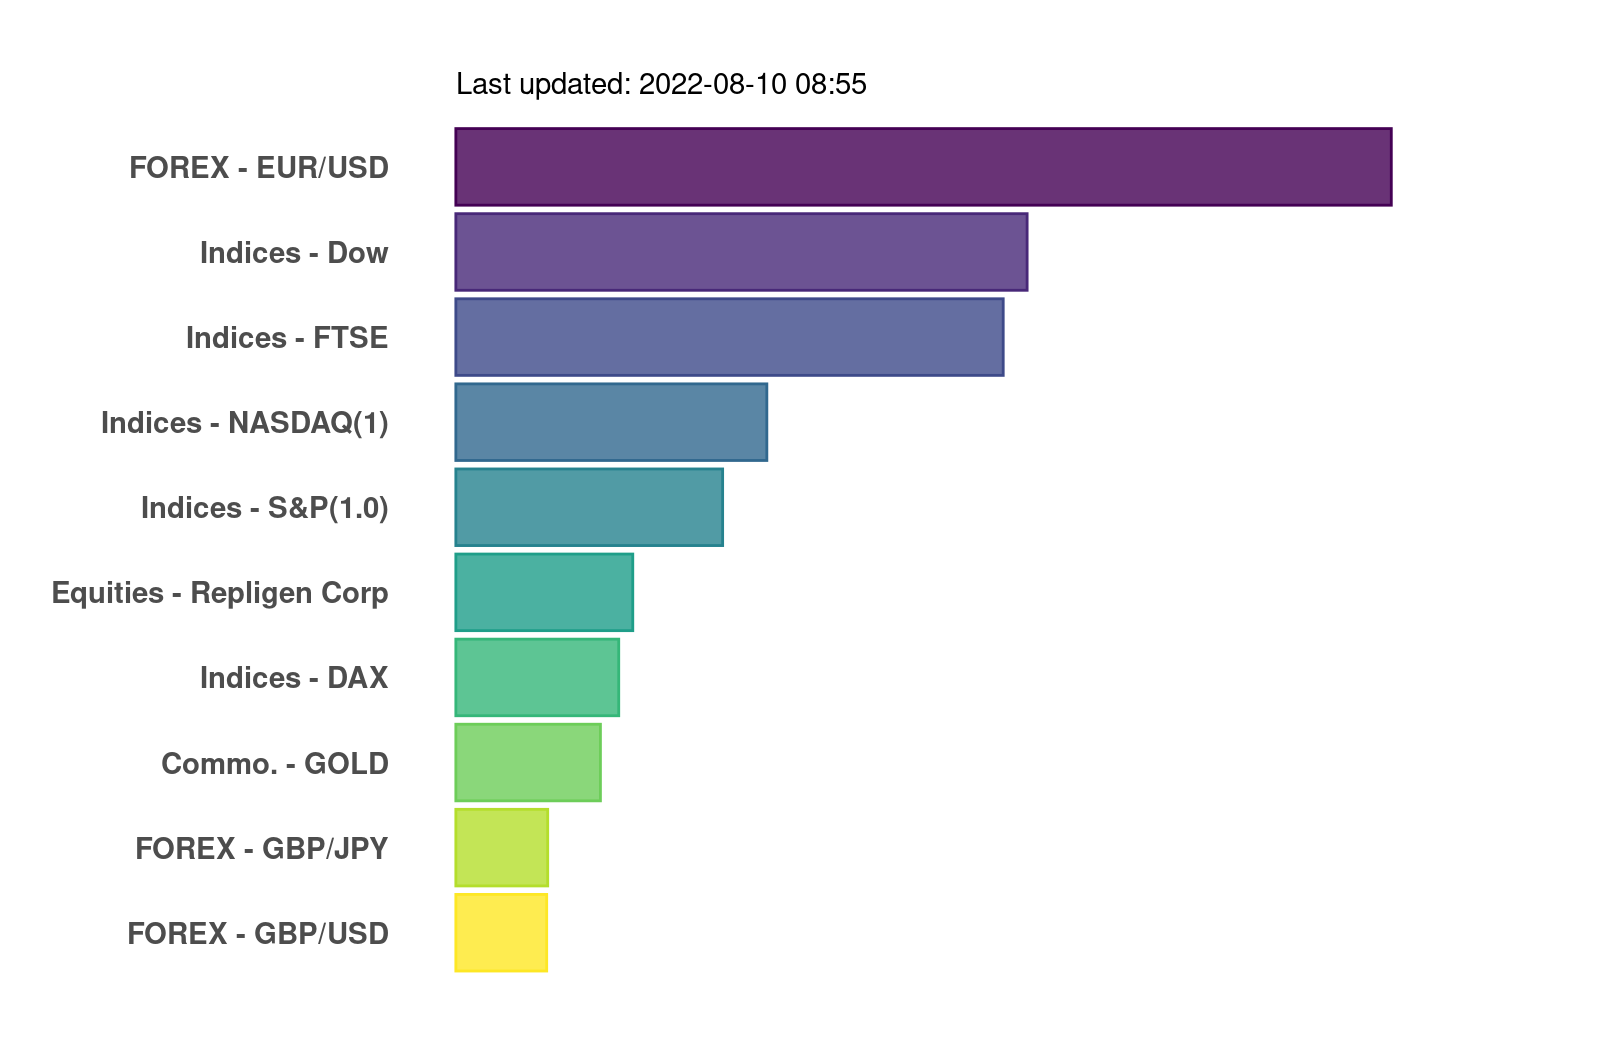 Last updated: 2022-08-10 08:55
FOREX - EUR/USD
Indices - Dow
Indices - FTSE
Indices - NASDAQ(1)
Indices - S&P(1.0)
Equities - Repligen Corp
Indices - DAX
Commo. - GOLD
FOREX - GBP/JPY
FOREX - GBP/USD